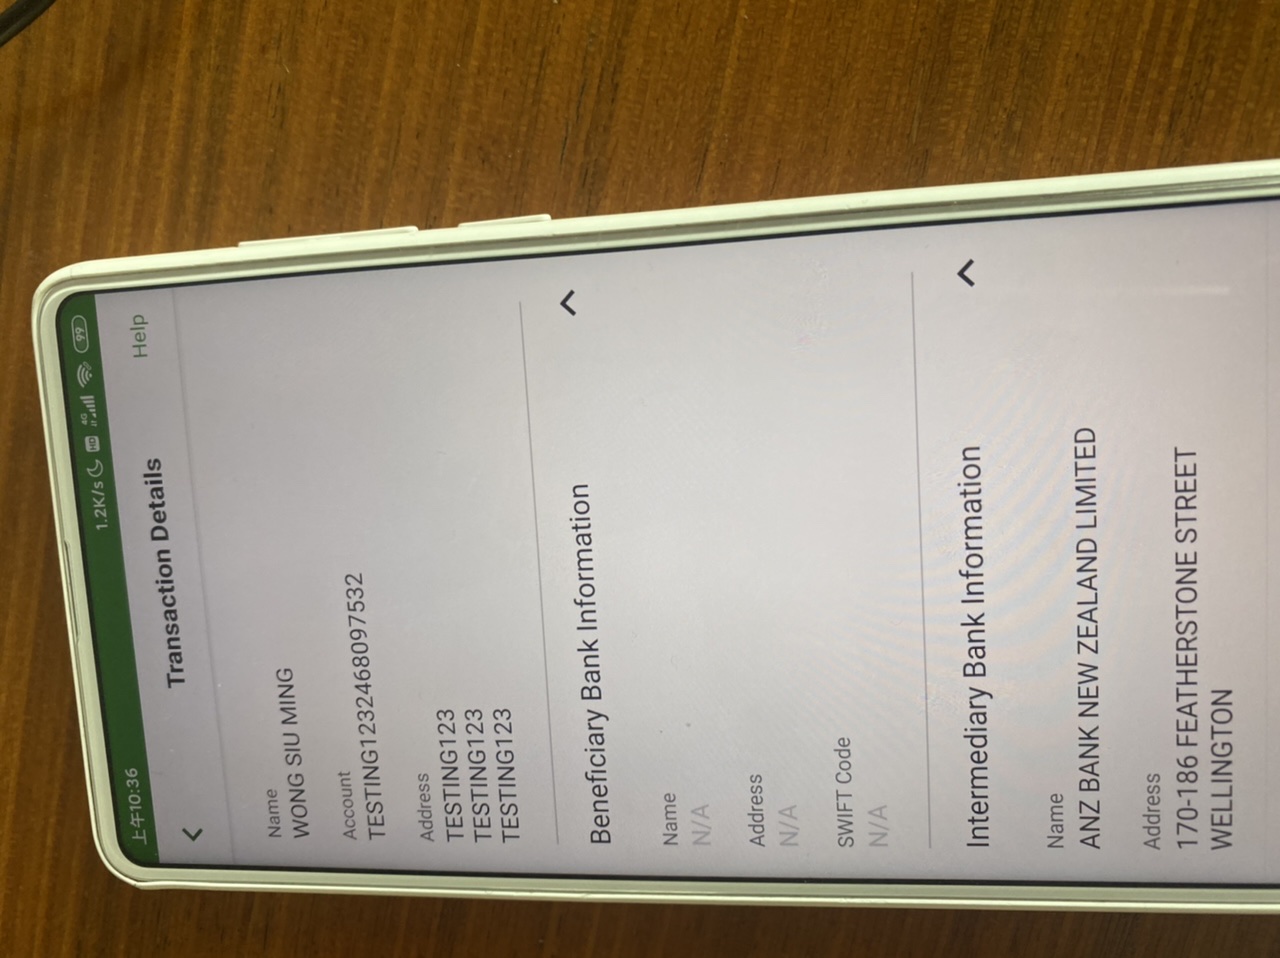 上午10:36
1.2K/s HD 4G 99
Transaction Details
Help
Name
WONG SIU MING
Account
TESTING1232468097532
Address
TESTING123
TESTING123
TESTING123
Beneficiary Bank Information
Name
N/A
Address
N/A
SWIFT Code
N/A
Intermediary Bank Information
Name
ANZ BANK NEW ZEALAND LIMITED
Address
170-186 FEATHERSTONE STREET
WELLINGTON